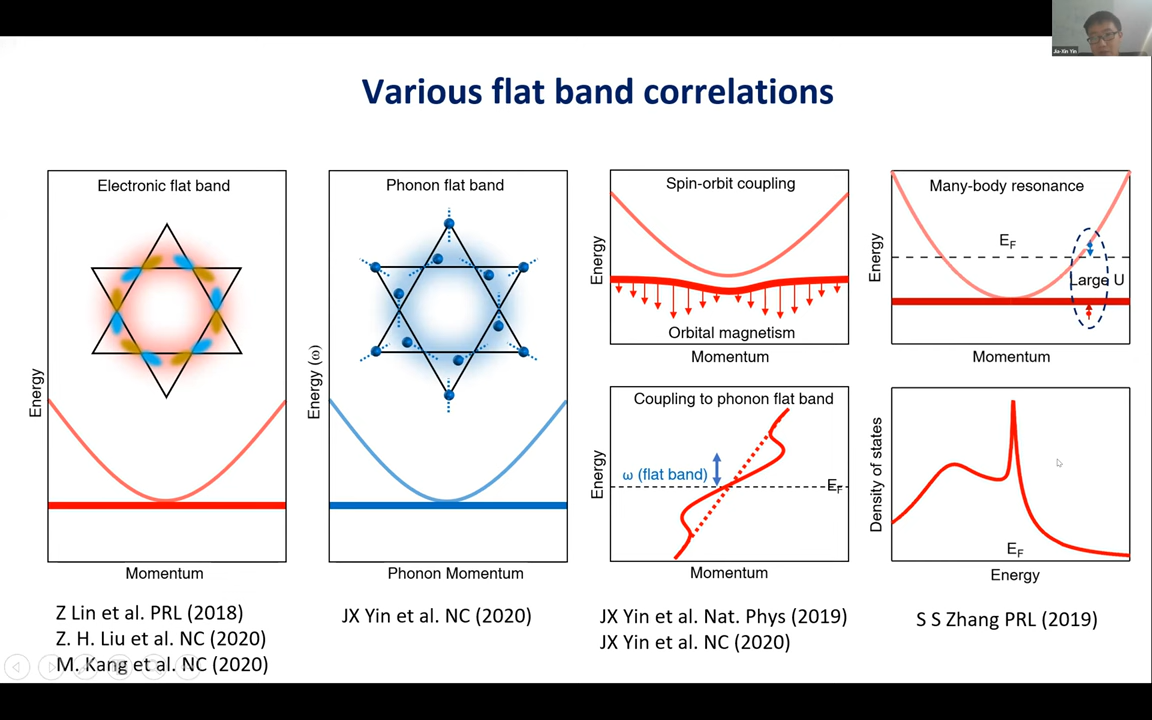 Jia-Xin Yin
Various flat band correlations
Electronic flat band
Energy
Momentum
Z Lin et al. PRL (2018)
Z. H. Liu et al. NC (2020)
M. Kang et al. NC (2020)
Phonon flat band
Energy (ω)
Phonon Momentum
JX Yin et al. NC (2020)
Spin-orbit coupling
Energy
Orbital magnetism
Momentum
Coupling to phonon flat band
Energy
ω (flat band)
EF
Momentum
JX Yin et al. Nat. Phys (2019)
JX Yin et al. NC (2020)
Many-body resonance
Energy
EF
Large U
Momentum
Density of states
EF
Energy
S S Zhang PRL (2019)